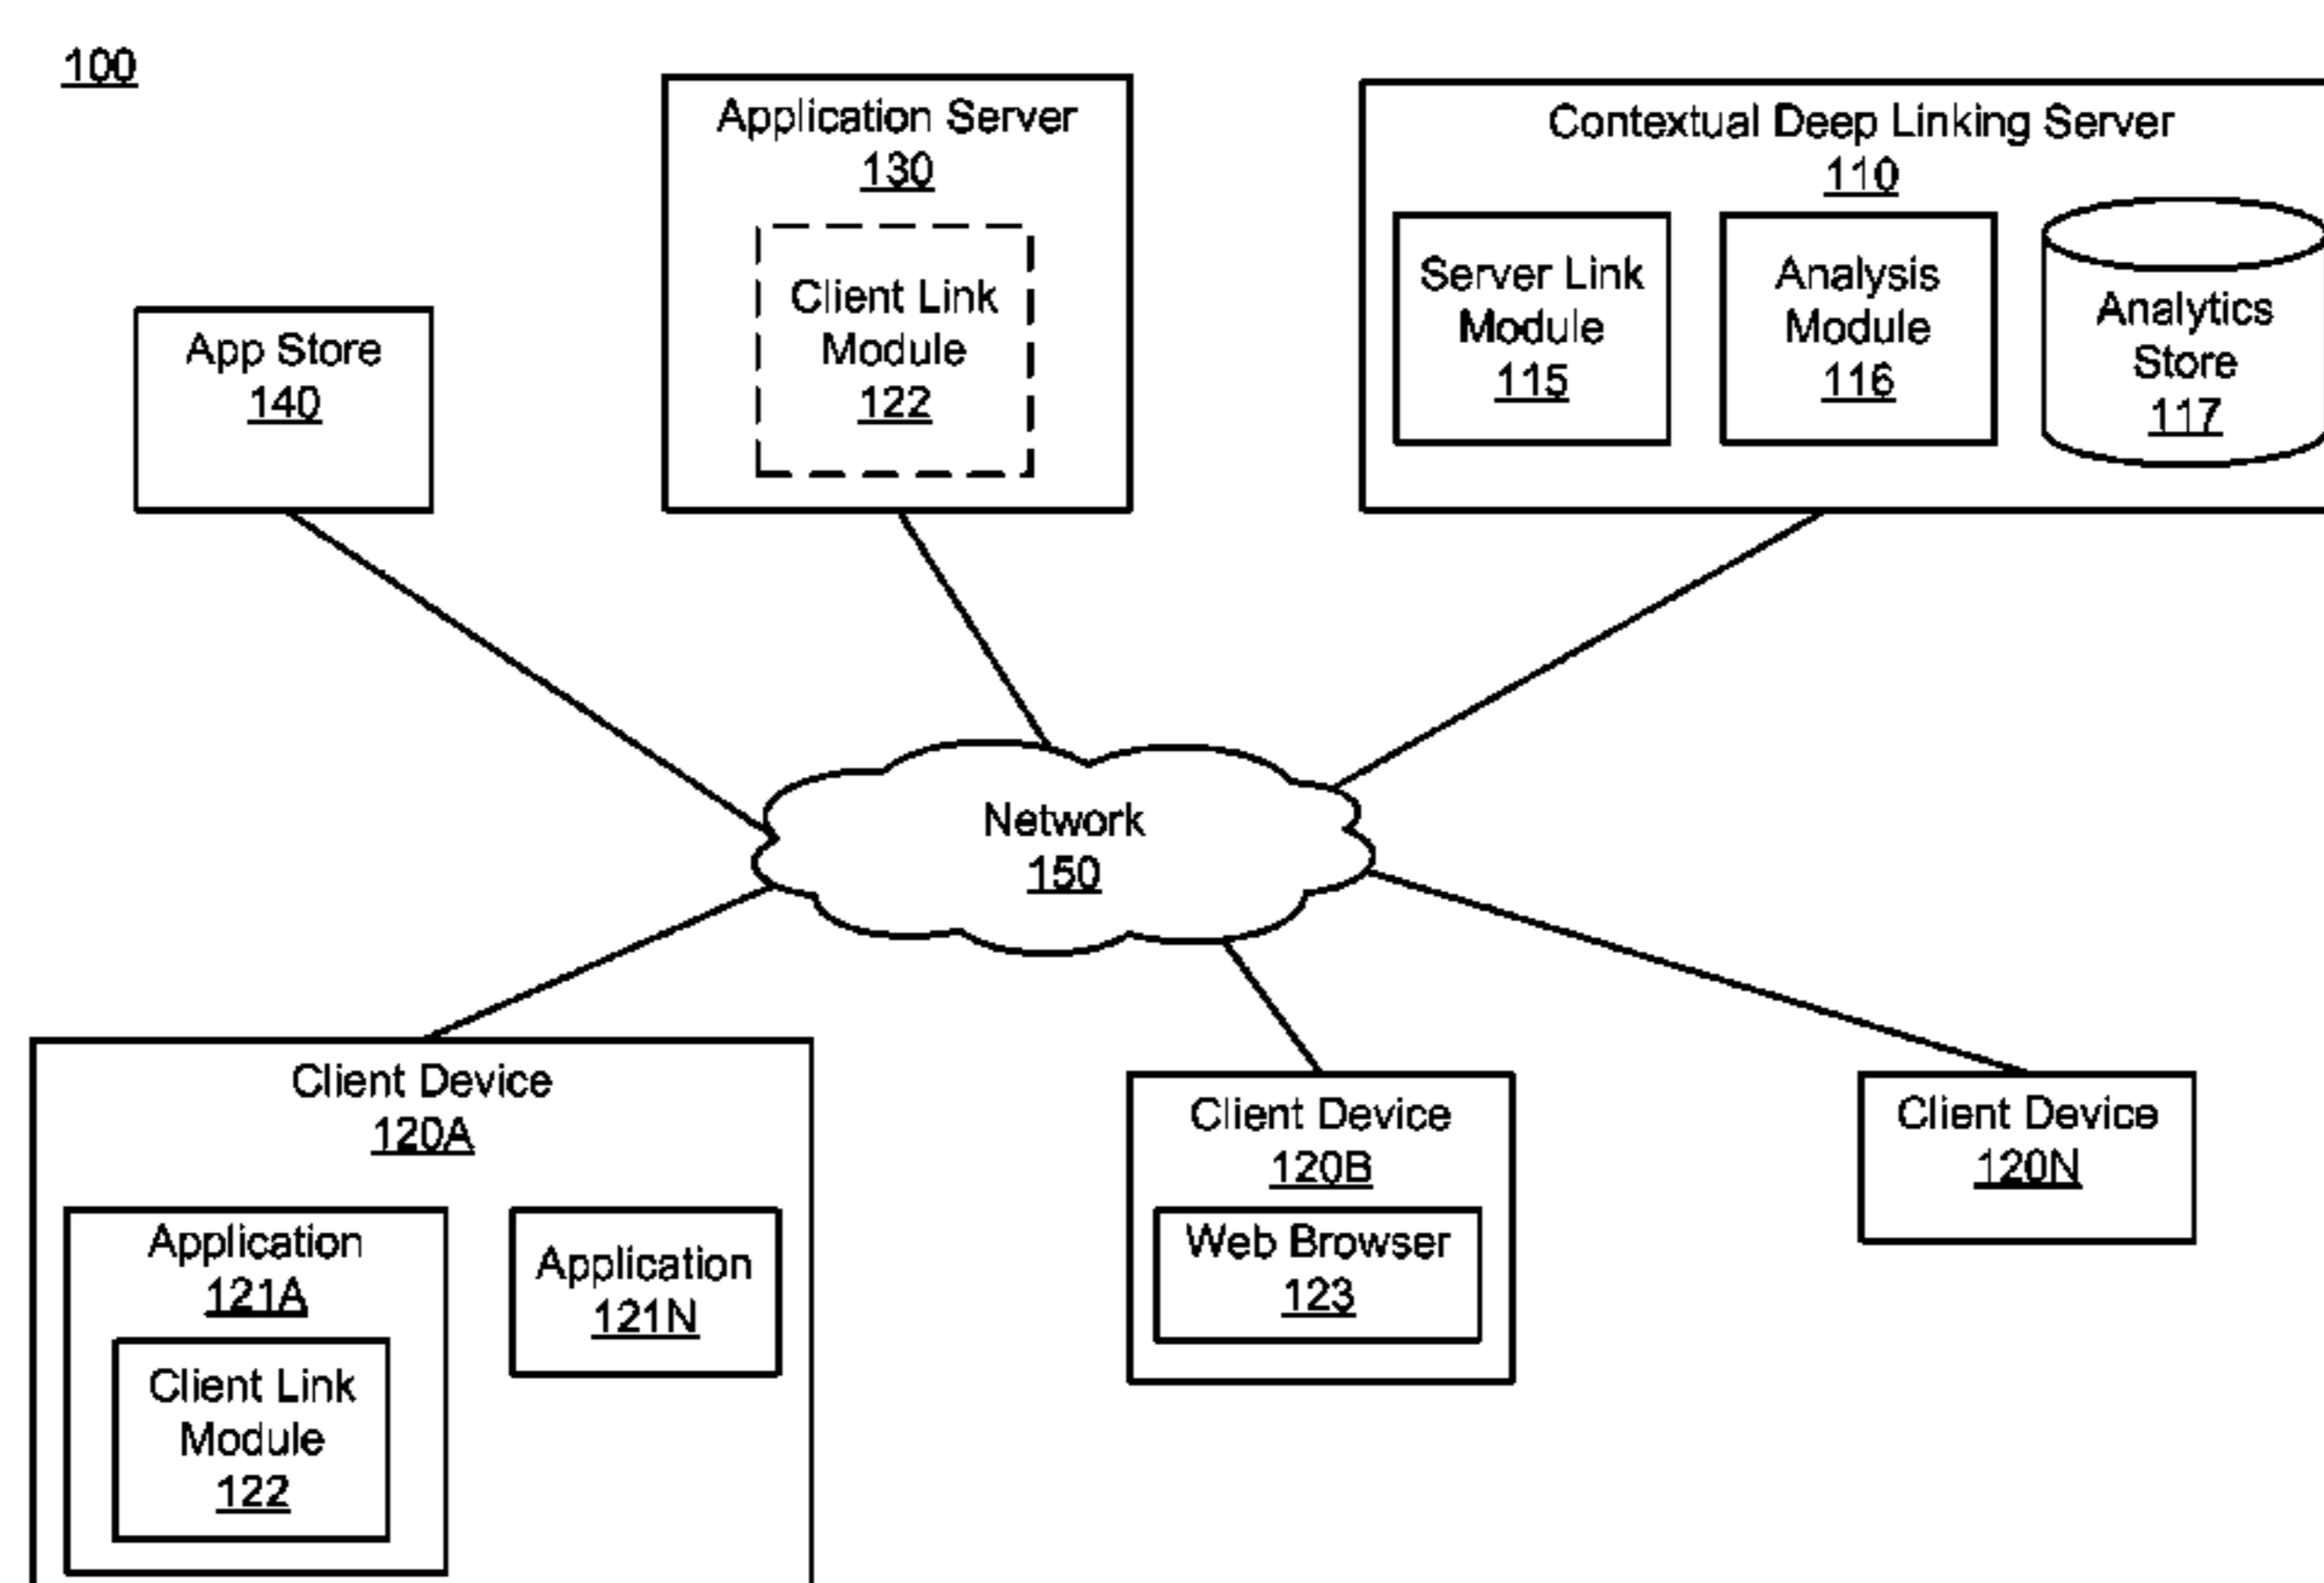 100
Application Server
130
Client Link
Module
122
Contextual Deep Linking Server
110
Server Link
Module
115
Analysis
Module
116
Analytics
Store
117
App Store
140
Network
150
Client Device
120A
Application
121A
Client Link
Module
122
Application
121N
Client Device
120B
Web Browser
123
Client Device
120N